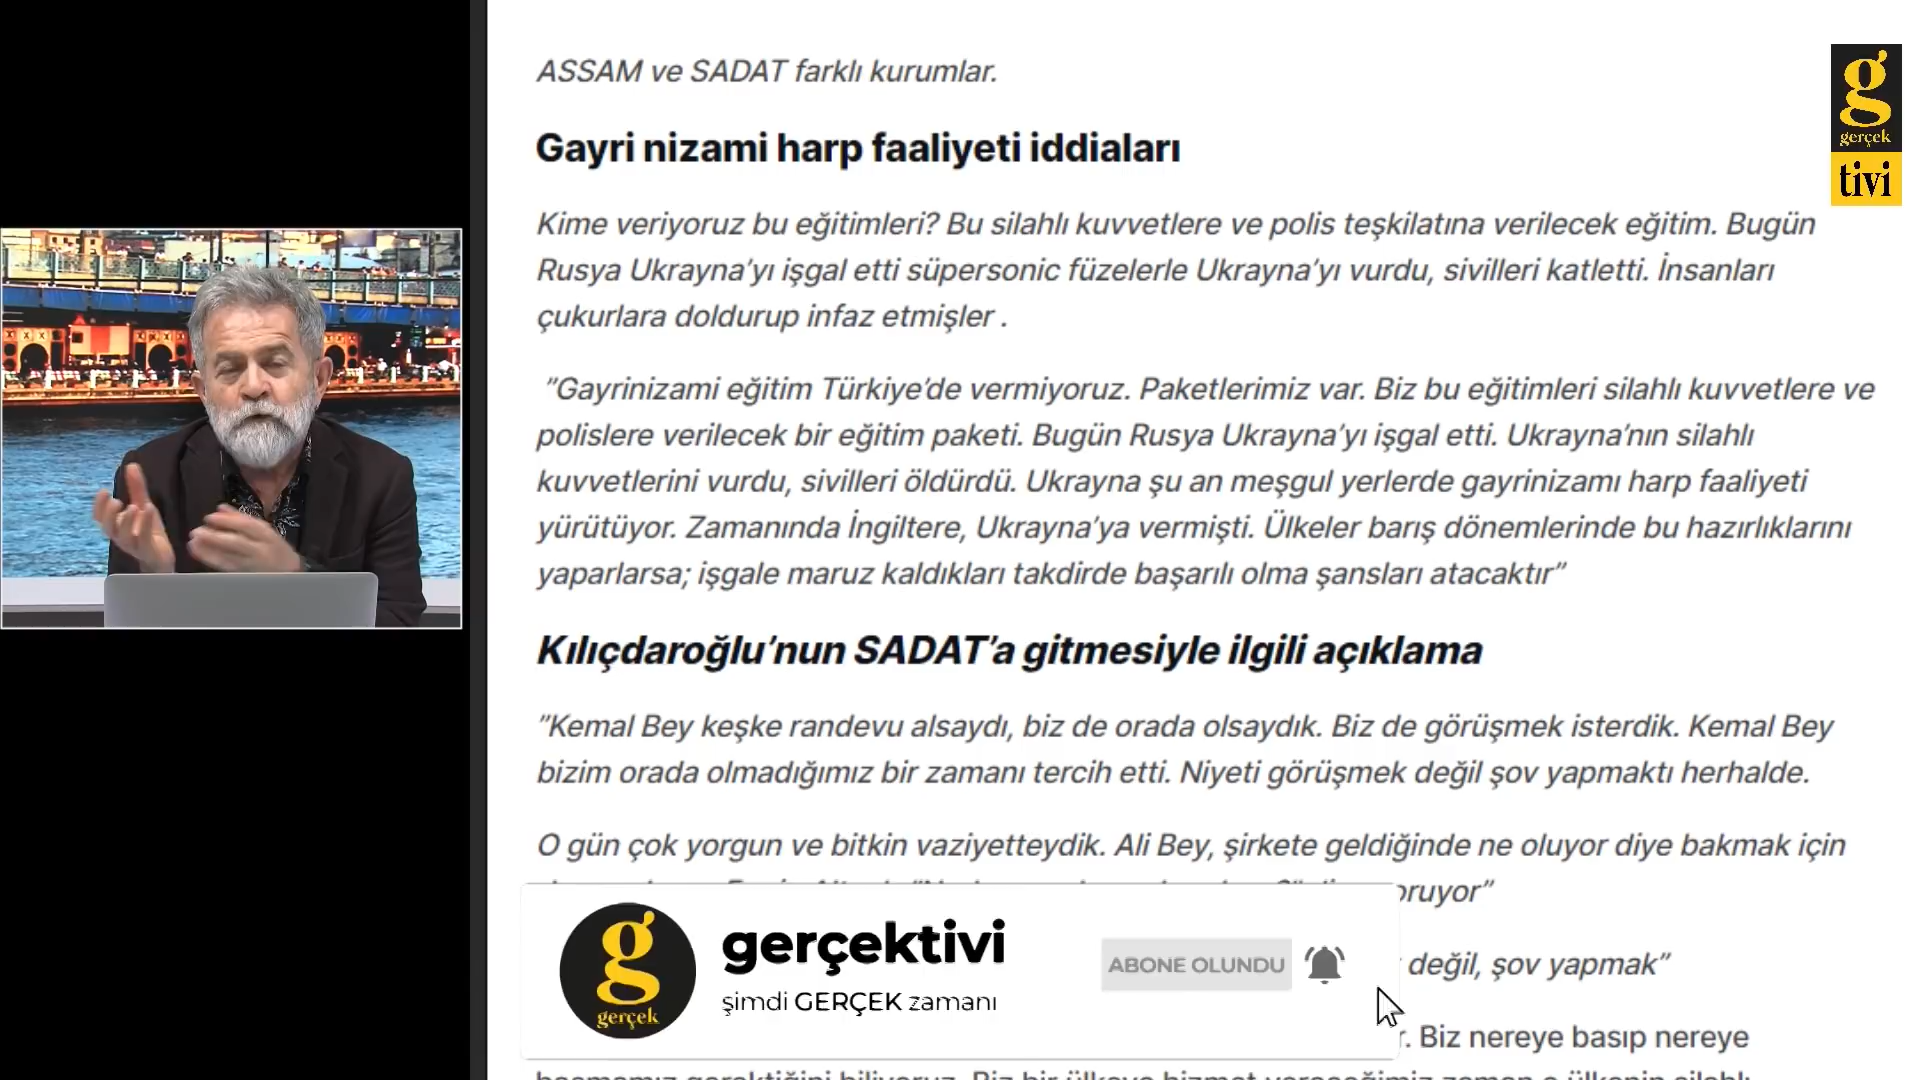 ASSAM ve SADAT farklı kurumlar.
Gayri nizami harp faaliyeti iddiaları
Kime veriyoruz bu eğitimleri? Bu silahlı kuvvetlere ve polis teşkilatına verilecek eğitim. Bugün
Rusya Ukrayna’yı işgal etti süpersonic füzelerle Ukrayna’yı vurdu, sivilleri katletti. İnsanları
çukurlara doldurup infaz etmişler .
”Gayrinizami eğitim Türkiye’de vermiyoruz. Paketlerimiz var. Biz bu eğitimleri silahlı kuvvetlere ve
polislere verilecek bir eğitim paketi. Bugün Rusya Ukrayna’yı işgal etti. Ukrayna’nın silahlı
kuvvetlerini vurdu, sivilleri öldürdü. Ukrayna şu an meşgul yerlerde gayrinizamı harp faaliyeti
yürütüyor. Zamanında İngiltere, Ukrayna’ya vermişti. Ülkeler barış dönemlerinde bu hazırlıklarını
yaparlarsa; işgale maruz kaldıkları takdirde başarılı olma şansları atacaktır”
Kılıçdaroğlu’nun SADAT’a gitmesiyle ilgili açıklama
”Kemal Bey keşke randevu alsaydı, biz de orada olsaydık. Biz de görüşmek isterdik. Kemal Bey
bizim orada olmadığımız bir zamanı tercih etti. Niyeti görüşmek değil şov yapmaktı herhalde.
O gün çok yorgun ve bitkin vaziyetteydik. Ali Bey, şirkete geldiğinde ne oluyor diye bakmak için
değil, şov yapmak”
Biz nereye basıp nereye
g
gerçek
tivi
g
gerçek
gerçektivi
şimdi GERÇEK zamanı
ABONE OLUNDU